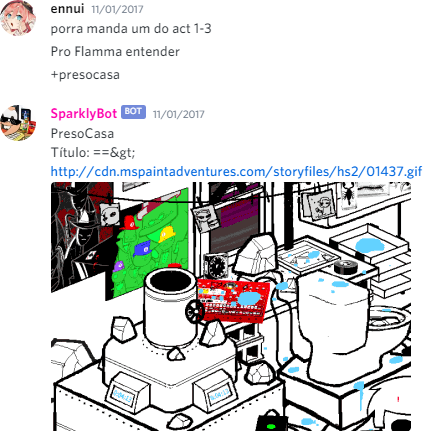 ennui 11/01/2017
porra manda um do act 1-3
Pro Flamma entender
+presocasa
SparklyBot BOT 11/01/2017
PresoCasa
Título: ==&gt;
http://cdn.mspaintadventures.com/storyfiles/hs2/01437.gif